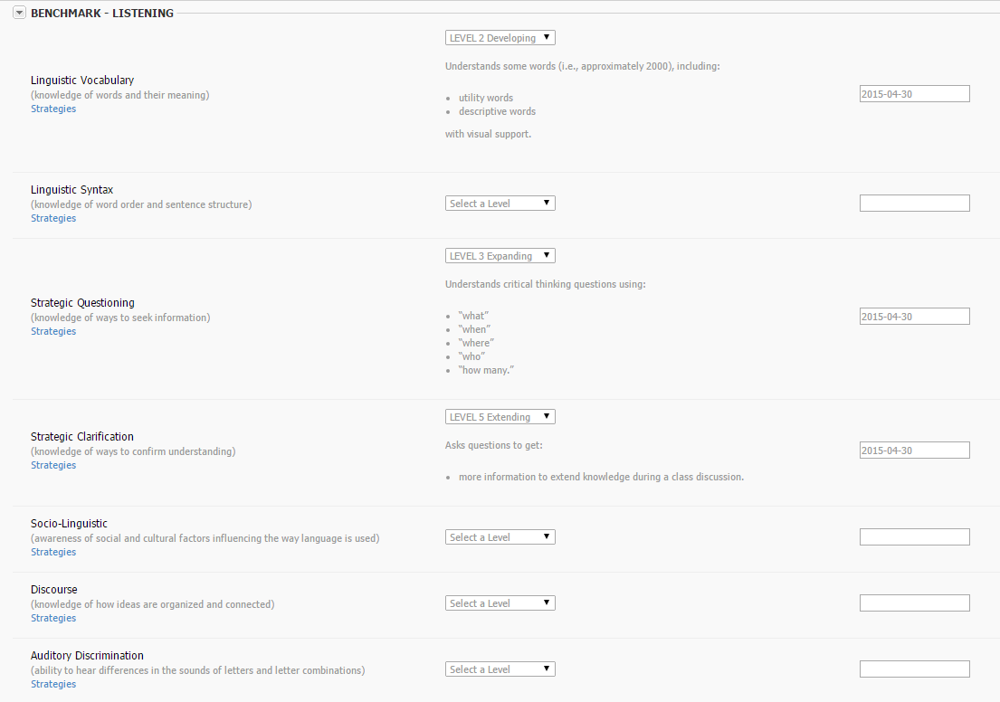 BENCHMARK - LISTENING
LEVEL 2 Developing
Understands some words (i.e., approximately 2000), including:
Linguistic Vocabulary
(knowledge of words and their meaning)
Strategies
• utility words
• descriptive words
with visual support.
2015-04-30
Linguistic Syntax
(knowledge of word order and sentence structure)
Strategies
Select a Level
LEVEL 3 Expanding
Understands critical thinking questions using:
Strategic Questioning
(knowledge of ways to seek information)
Strategies
• “what”
• “when”
• “where”
• “who”
• “how many.”
2015-04-30
LEVEL 5 Extending
Strategic Clarification
(knowledge of ways to confirm understanding)
Strategies
Asks questions to get:
• more information to extend knowledge during a class discussion.
2015-04-30
Socio-Linguistic
(awareness of social and cultural factors influencing the way language is used)
Strategies
Select a Level
Discourse
(knowledge of how ideas are organized and connected)
Strategies
Select a Level
Auditory Discrimination
(ability to hear differences in the sounds of letters and letter combinations)
Strategies
Select a Level